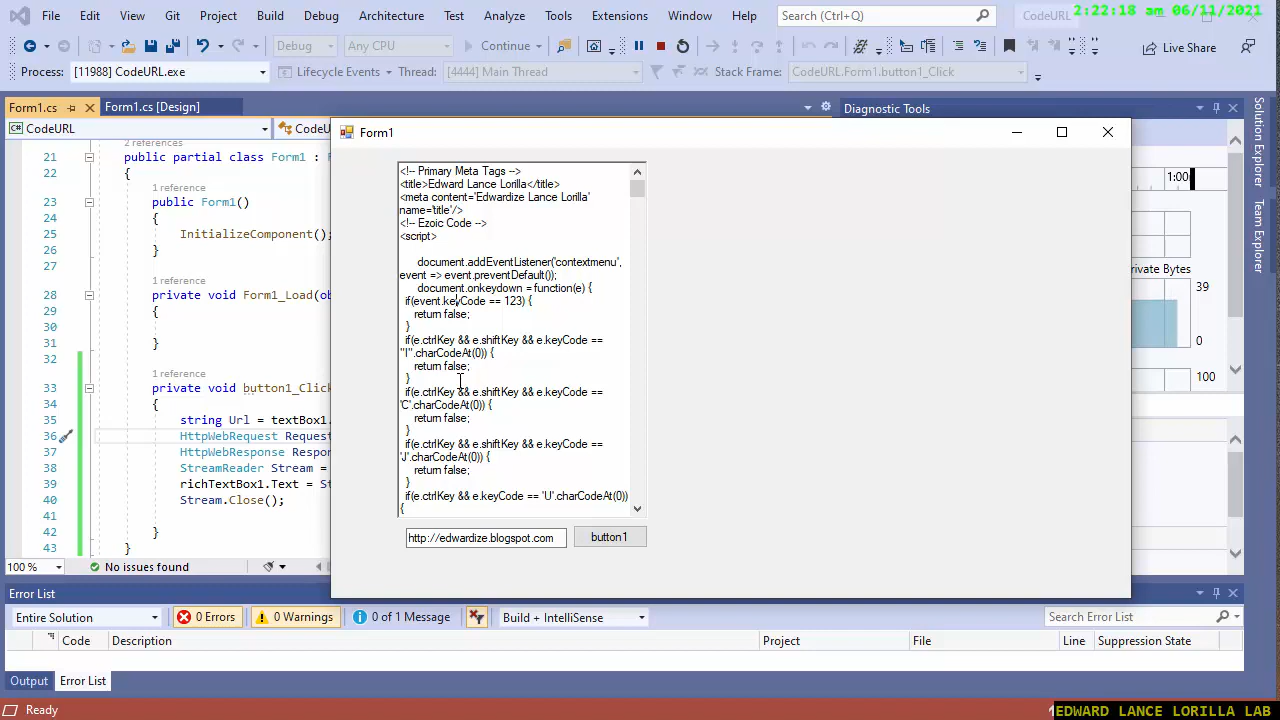 File Edit View Git Project Build Debug Architecture Test Analyze Tools Extensions Window Help Search (Ctrl+Q) CodeURL
2:22:18 am 06/11/2021
Debug Any CPU Continue Live Share
Process: [11988] CodeURL.exe Lifecycle Events Thread: [4444] Main Thread Stack Frame: CodeURL.Form1.button1_Click
Form1.cs Form1.cs [Design] Diagnostic Tools
CodeURL CodeU
Form1
2 references
21 public partial class Form1 : F
22 {
1 reference
23 public Form1()
24 {
25 InitializeComponent();
26 }
27
1 reference
28 private void Form1_Load(ob
29 {
30
31 }
32
1 reference
33 private void button1_Click
34 {
35 string Url = textBox1.
36 HttpWebRequest Request
37 HttpWebResponse Respon
38 StreamReader Stream =
39 richTextBox1.Text = St
40 Stream.Close();
41
42 }
43 }
<!-- Primary Meta Tags -->
<title>Edward Lance Lorilla</title>
<meta content='Edwardize Lance Lorilla'
name='title'/>
<!-- Ezoic Code -->
<script>
document.addEventListener('contextmenu',
event => event.preventDefault());
document.onkeydown = function(e) {
if(event.keyCode == 123) {
return false;
}
if(e.ctrlKey && e.shiftKey && e.keyCode ==
"I".charCodeAt(0)) {
return false;
}
if(e.ctrlKey && e.shiftKey && e.keyCode ==
'C'.charCodeAt(0)) {
return false;
}
if(e.ctrlKey && e.shiftKey && e.keyCode ==
'J'.charCodeAt(0)) {
return false;
}
if(e.ctrlKey && e.keyCode == 'U'.charCodeAt(0))
{
http://edwardize.blogspot.com button1
1:00
rivate Bytes
39
0
100
Solution Explorer
Team Explorer
100 % No issues found
Error List
Entire Solution 0 Errors 0 Warnings 0 of 1 Message Build + IntelliSense Search Error List
Code Description Project File Line Suppression State
Output Error List
Ready
EDWARD LANCE LORILLA LAB